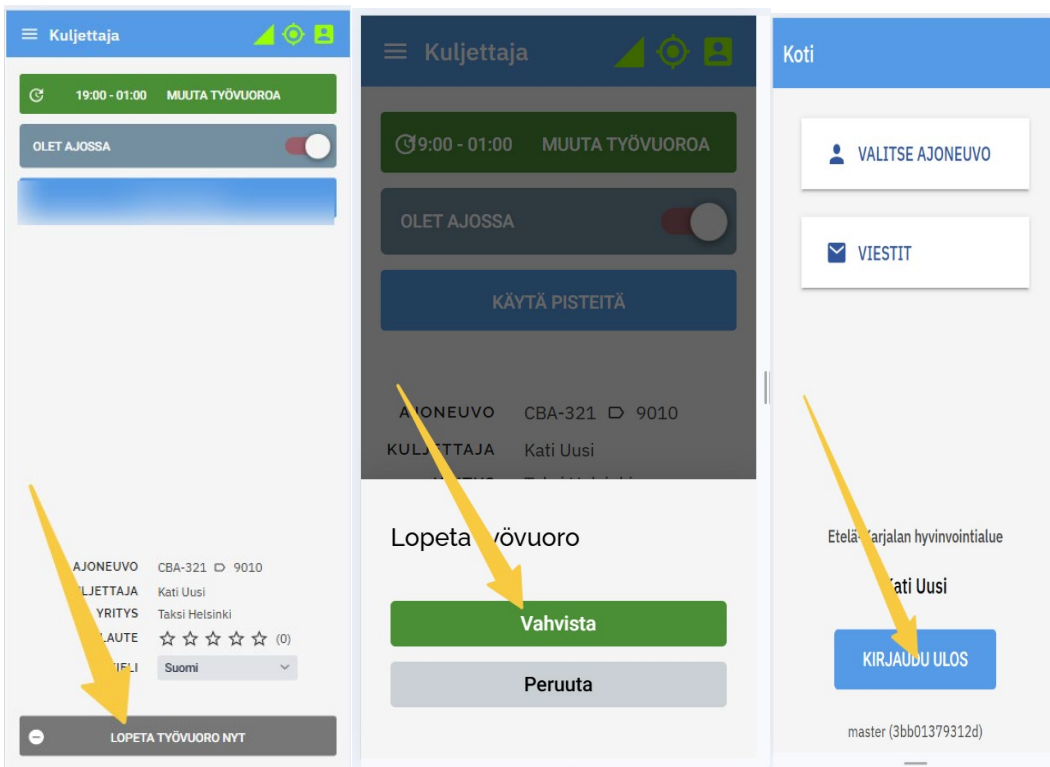 Kuljettaja
19:00 - 01:00 MUUTA TYÖVUOROA
OLET AJOSSA
AJONEUVO CBA-321 9010
KULJETTAJA Kati Uusi
YRITYS Taksi Helsinki
(0)
Suomi
LOPETA TYÖVUORO NYT
Kuljettaja
9:00 - 01:00 MUUTA TYÖVUOROA
OLET AJOSSA
KÄYTÄ PISTEITÄ
AJONEUVO CBA-321 9010
KULJETTAJA Kati Uusi
Lopeta työvuoro
Vahvista
Peruuta
Koti
VALITSE AJONEUVO
VIESTIT
Etelä-Karjalan hyvinvointialue
Kati Uusi
KIRJAUDU ULOS
master (3bb01379312d)